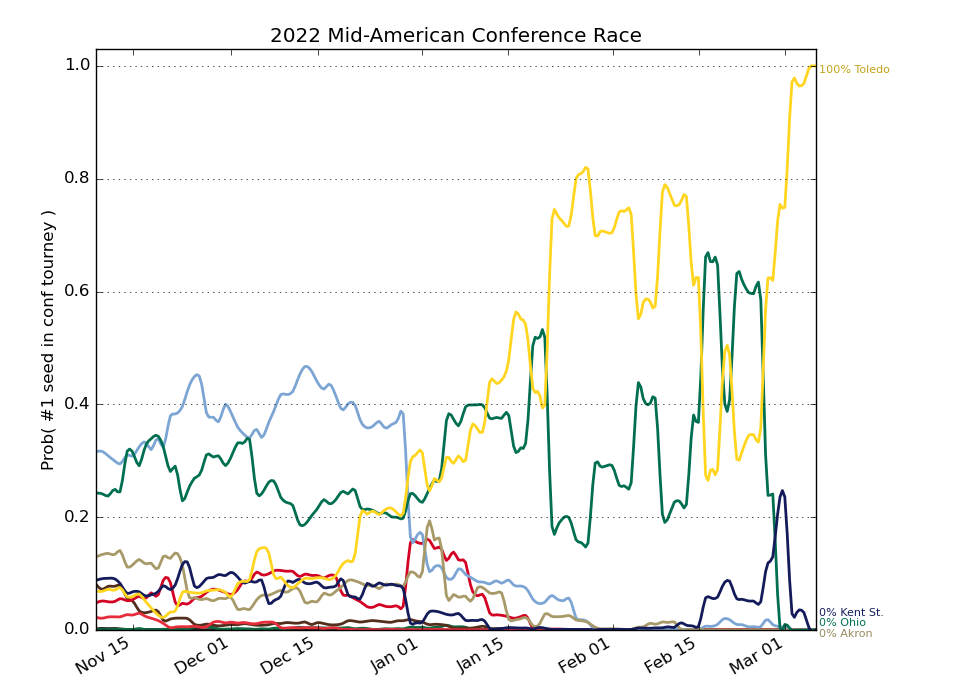 2022 Mid-American Conference Race
Prob( #1 seed in conf tourney )
1.0
0.8
0.6
0.4
0.2
0.0
Nov 15
Dec 01
Dec 15
Jan 01
Jan 15
Feb 01
Feb 15
Mar 01
100% Toledo
0% Kent St.
0% Ohio
0% Akron